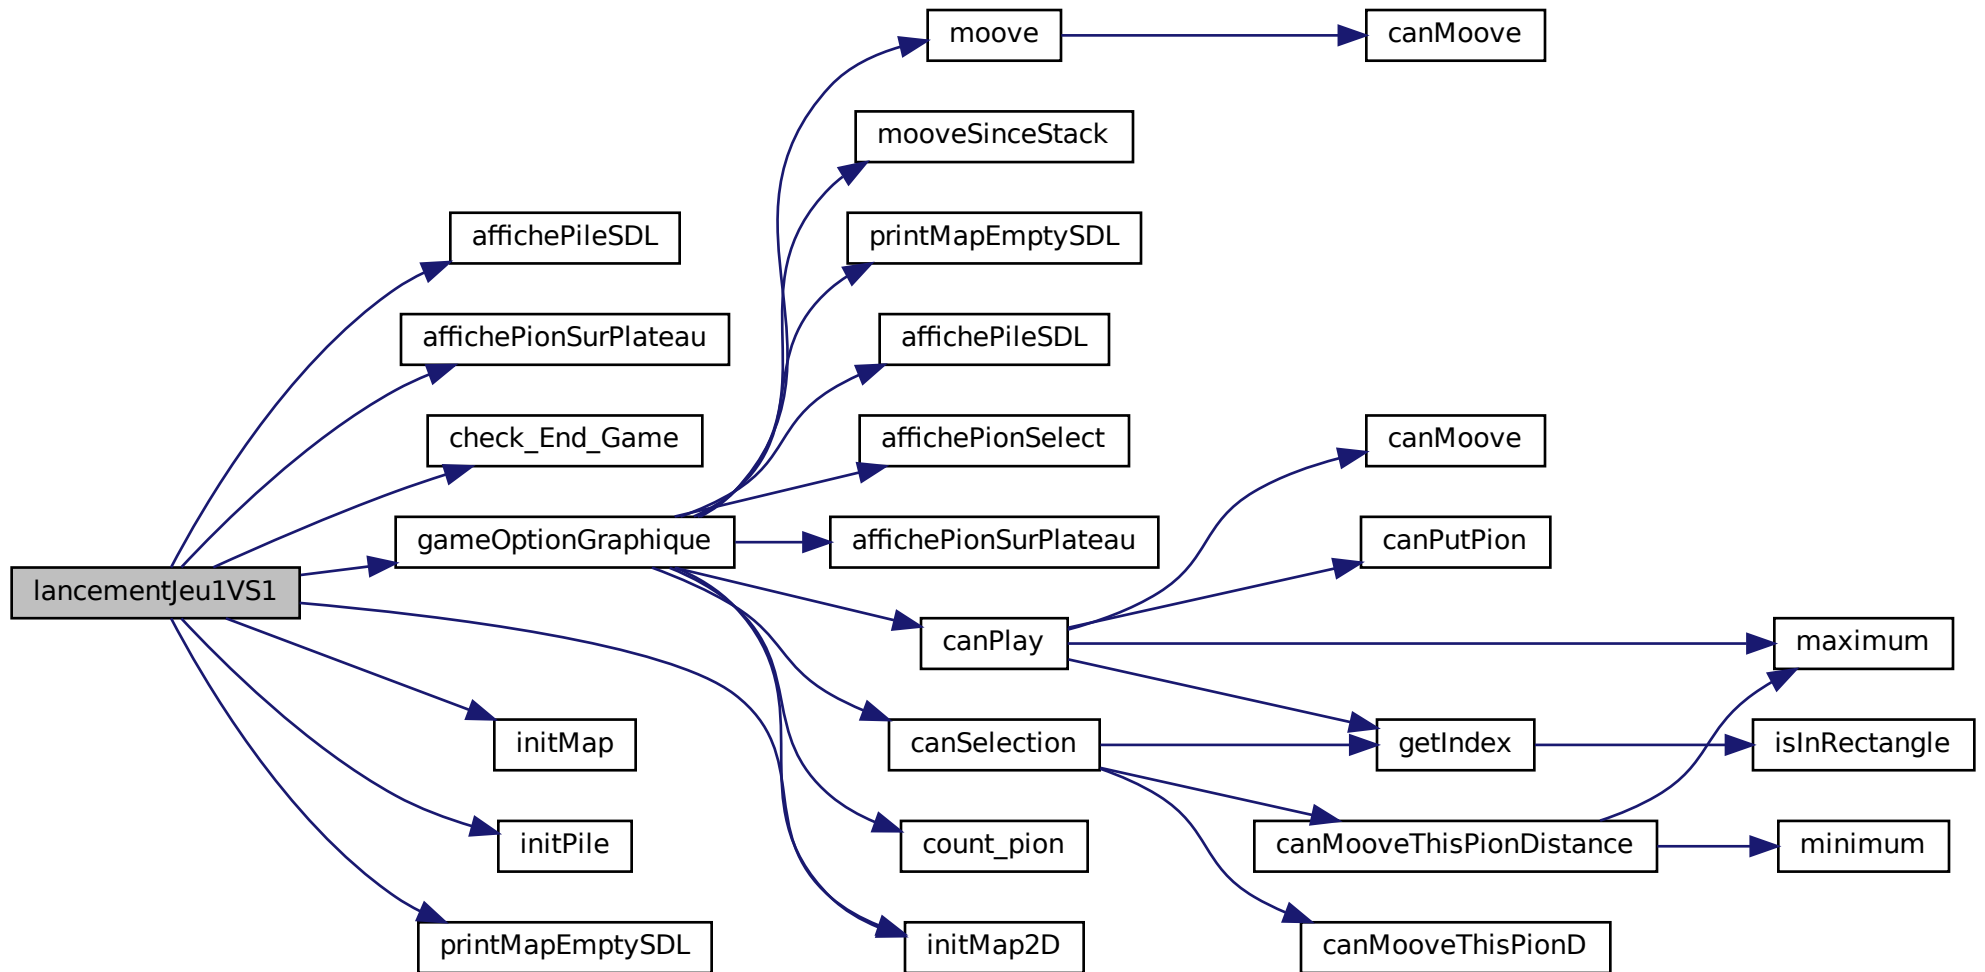 moove
canMoove
mooveSinceStack
affichePileSDL
printMapEmptySDL
affichePionSurPlateau
affichePileSDL
check_End_Game
affichePionSelect
canMoove
gameOptionGraphique
affichePionSurPlateau
canPutPion
lancementJeu1VS1
canPlay
maximum
initMap
canSelection
getIndex
isInRectangle
initPile
count_pion
canMooveThisPionDistance
minimum
printMapEmptySDL
initMap2D
canMooveThisPionD